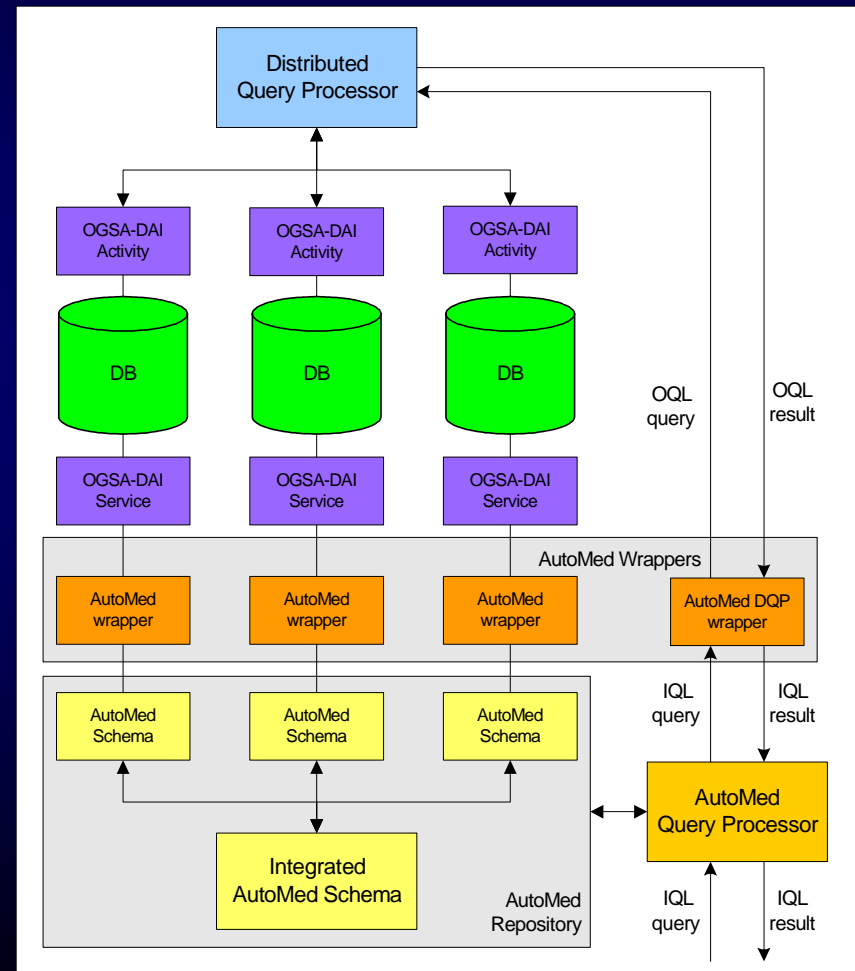 Distributed
Query Processor
OGSA-DAI
Activity
OGSA-DAI
Activity
OGSA-DAI
Activity
DB
DB
DB
OQL
query
OQL
result
OGSA-DAI
Service
OGSA-DAI
Service
OGSA-DAI
Service
AutoMed Wrappers
AutoMed
wrapper
AutoMed
wrapper
AutoMed
wrapper
AutoMed DQP
wrapper
AutoMed
Schema
AutoMed
Schema
AutoMed
Schema
IQL
query
IQL
result
AutoMed
Query Processor
Integrated
AutoMed Schema
AutoMed
Repository
IQL
query
IQL
result